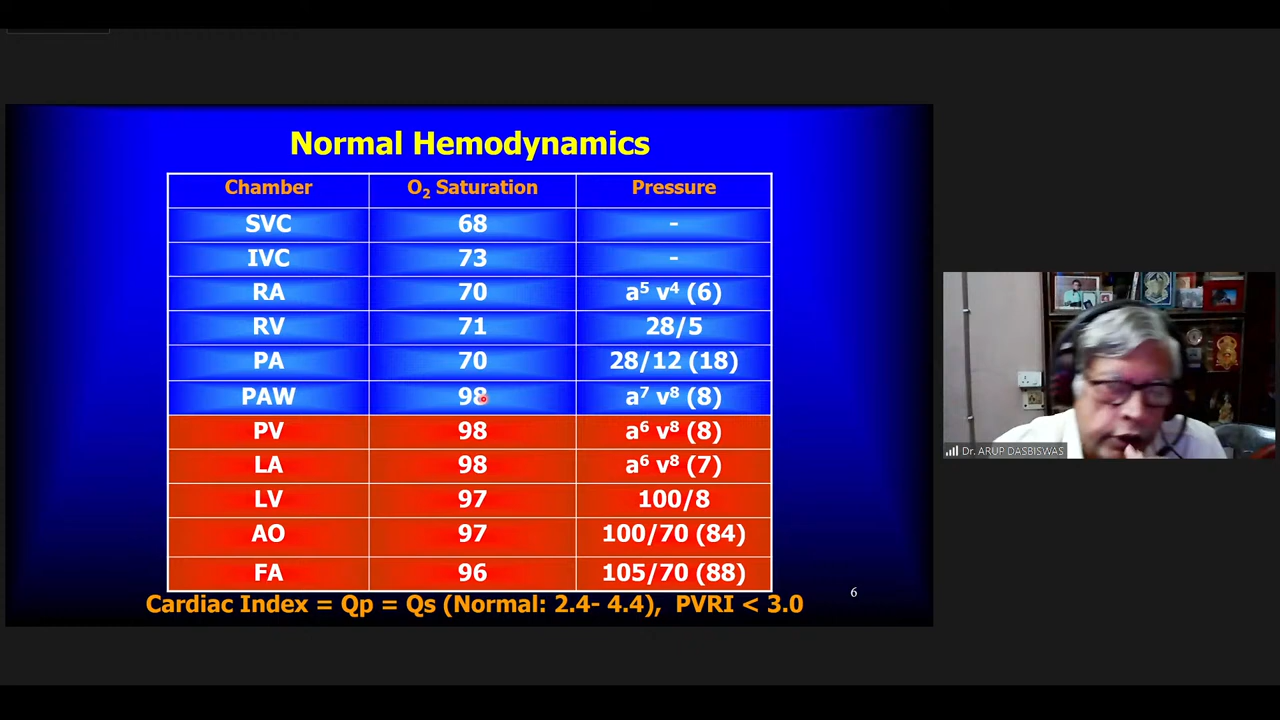 Normal Hemodynamics
Chamber O₂ Saturation Pressure
SVC 68 -
IVC 73 -
RA 70 a⁵ v⁴ (6)
RV 71 28/5
PA 70 28/12 (18)
PAW 98 a⁷ v⁸ (8)
PV 98 a⁶ v⁸ (8)
LA 98 a⁶ v⁸ (7)
LV 97 100/8
AO 97 100/70 (84)
FA 96 105/70 (88)
Cardiac Index = Qp = Qs (Normal: 2.4- 4.4), PVRI < 3.0
6
Dr. ARUP DASBISWAS